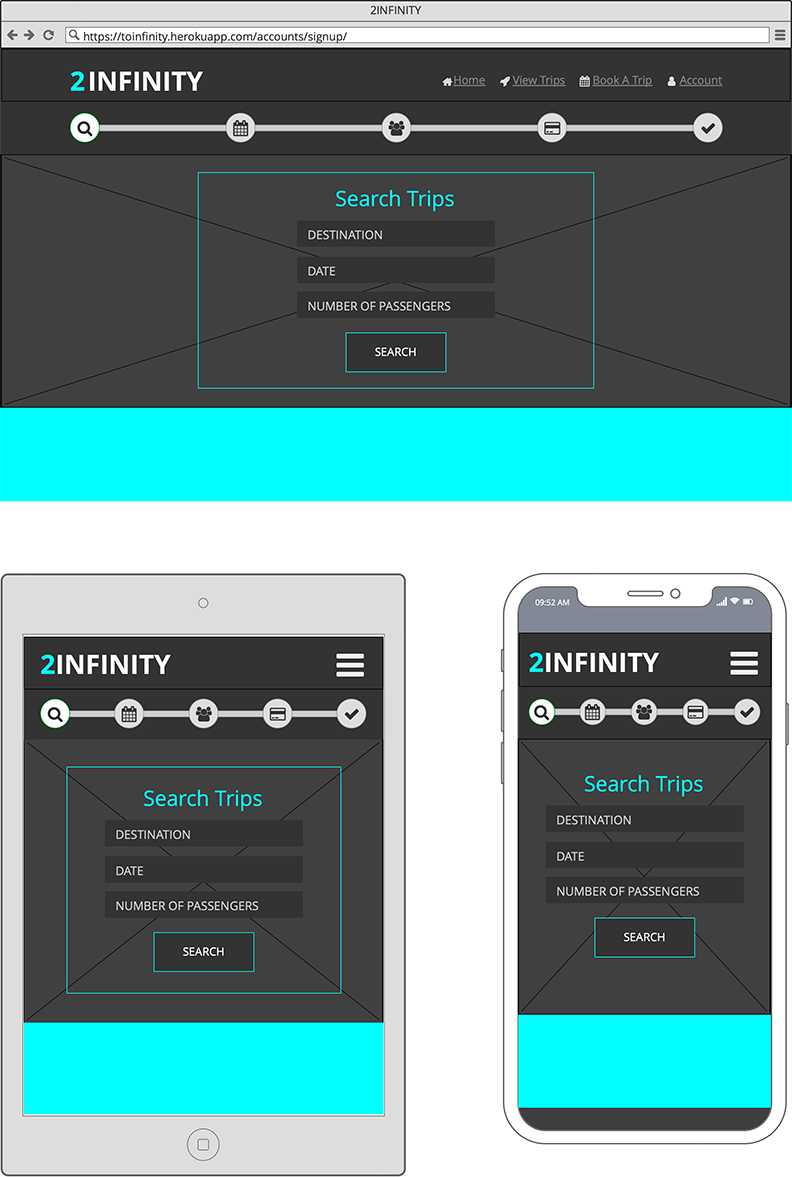 2INFINITY
https://toinfinity.herokuapp.com/accounts/signup/
2INFINITY
Home View Trips Book A Trip Account
Search Trips
DESTINATION
DATE
NUMBER OF PASSENGERS
SEARCH
2INFINITY
Search Trips
DESTINATION
DATE
NUMBER OF PASSENGERS
SEARCH
09:52 AM
2INFINITY
Search Trips
DESTINATION
DATE
NUMBER OF PASSENGERS
SEARCH